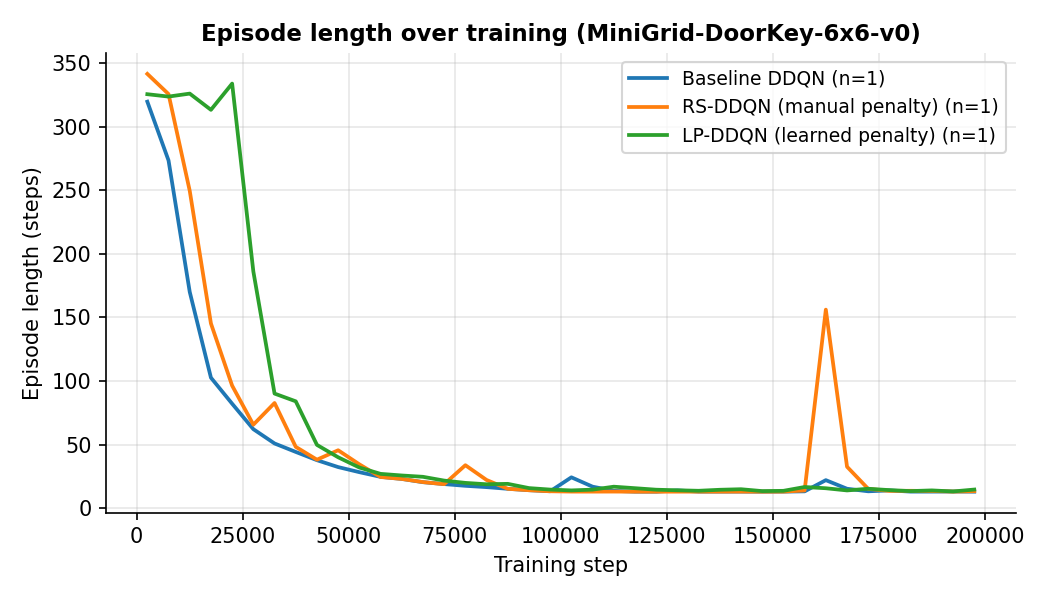 Episode length over training (MiniGrid-DoorKey-6x6-v0)
Baseline DDQN (n=1)
RS-DDQN (manual penalty) (n=1)
LP-DDQN (learned penalty) (n=1)
Episode length (steps)
350
300
250
200
150
100
50
0
0 25000 50000 75000 100000 125000 150000 175000 200000
Training step